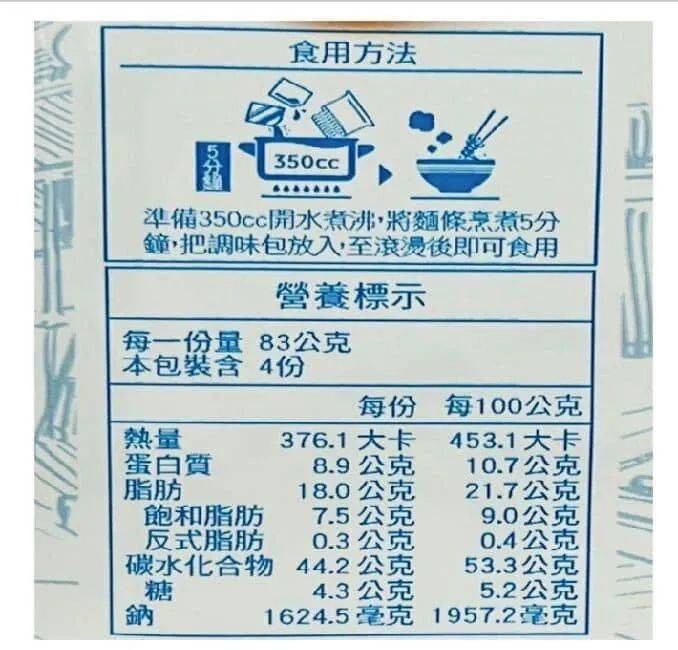 食用方法
5分鐘
350cc
準備350cc開水煮沸，將麵條烹煮5分
鐘，把調味包放入，至滾燙後即可食用
營養標示
每一份量 83公克
本包裝含 4份
每份 每100公克
熱量 376.1 大卡 453.1 大卡
蛋白質 8.9 公克 10.7 公克
脂肪 18.0 公克 21.7 公克
飽和脂肪 7.5 公克 9.0 公克
反式脂肪 0.3 公克 0.4 公克
碳水化合物 44.2 公克 53.3 公克
糖 4.3 公克 5.2 公克
鈉 1624.5 毫克 1957.2 毫克